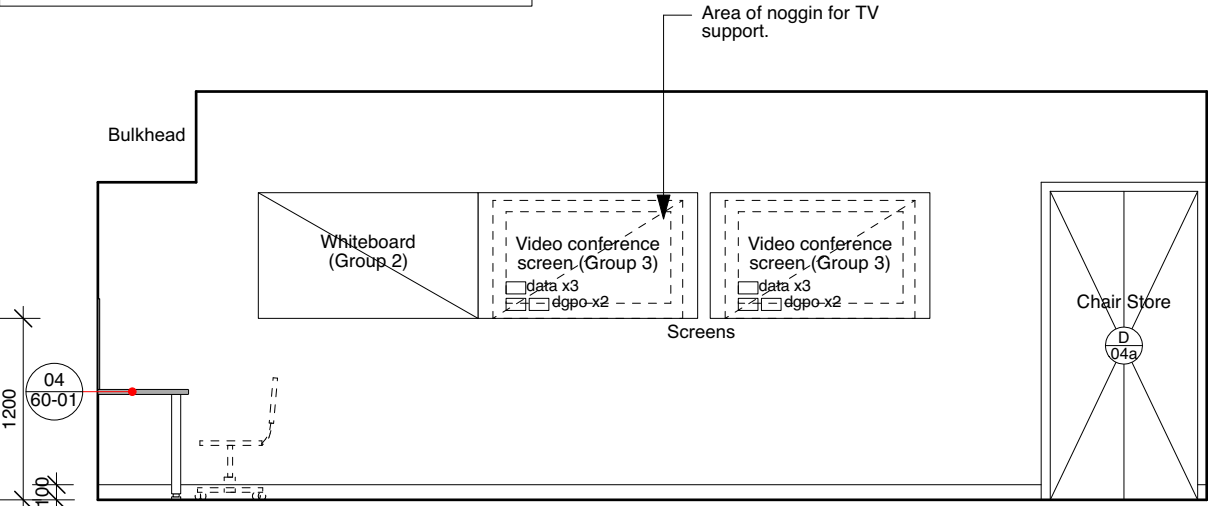 Area of noggin for TV
support.
Bulkhead
Whiteboard
(Group 2)
Video conference
screen (Group 3)
data x3
dgpo x2
Video conference
screen (Group 3)
data x3
dgpo x2
Screens
Chair Store
D
04a
04
60-01
1200
100